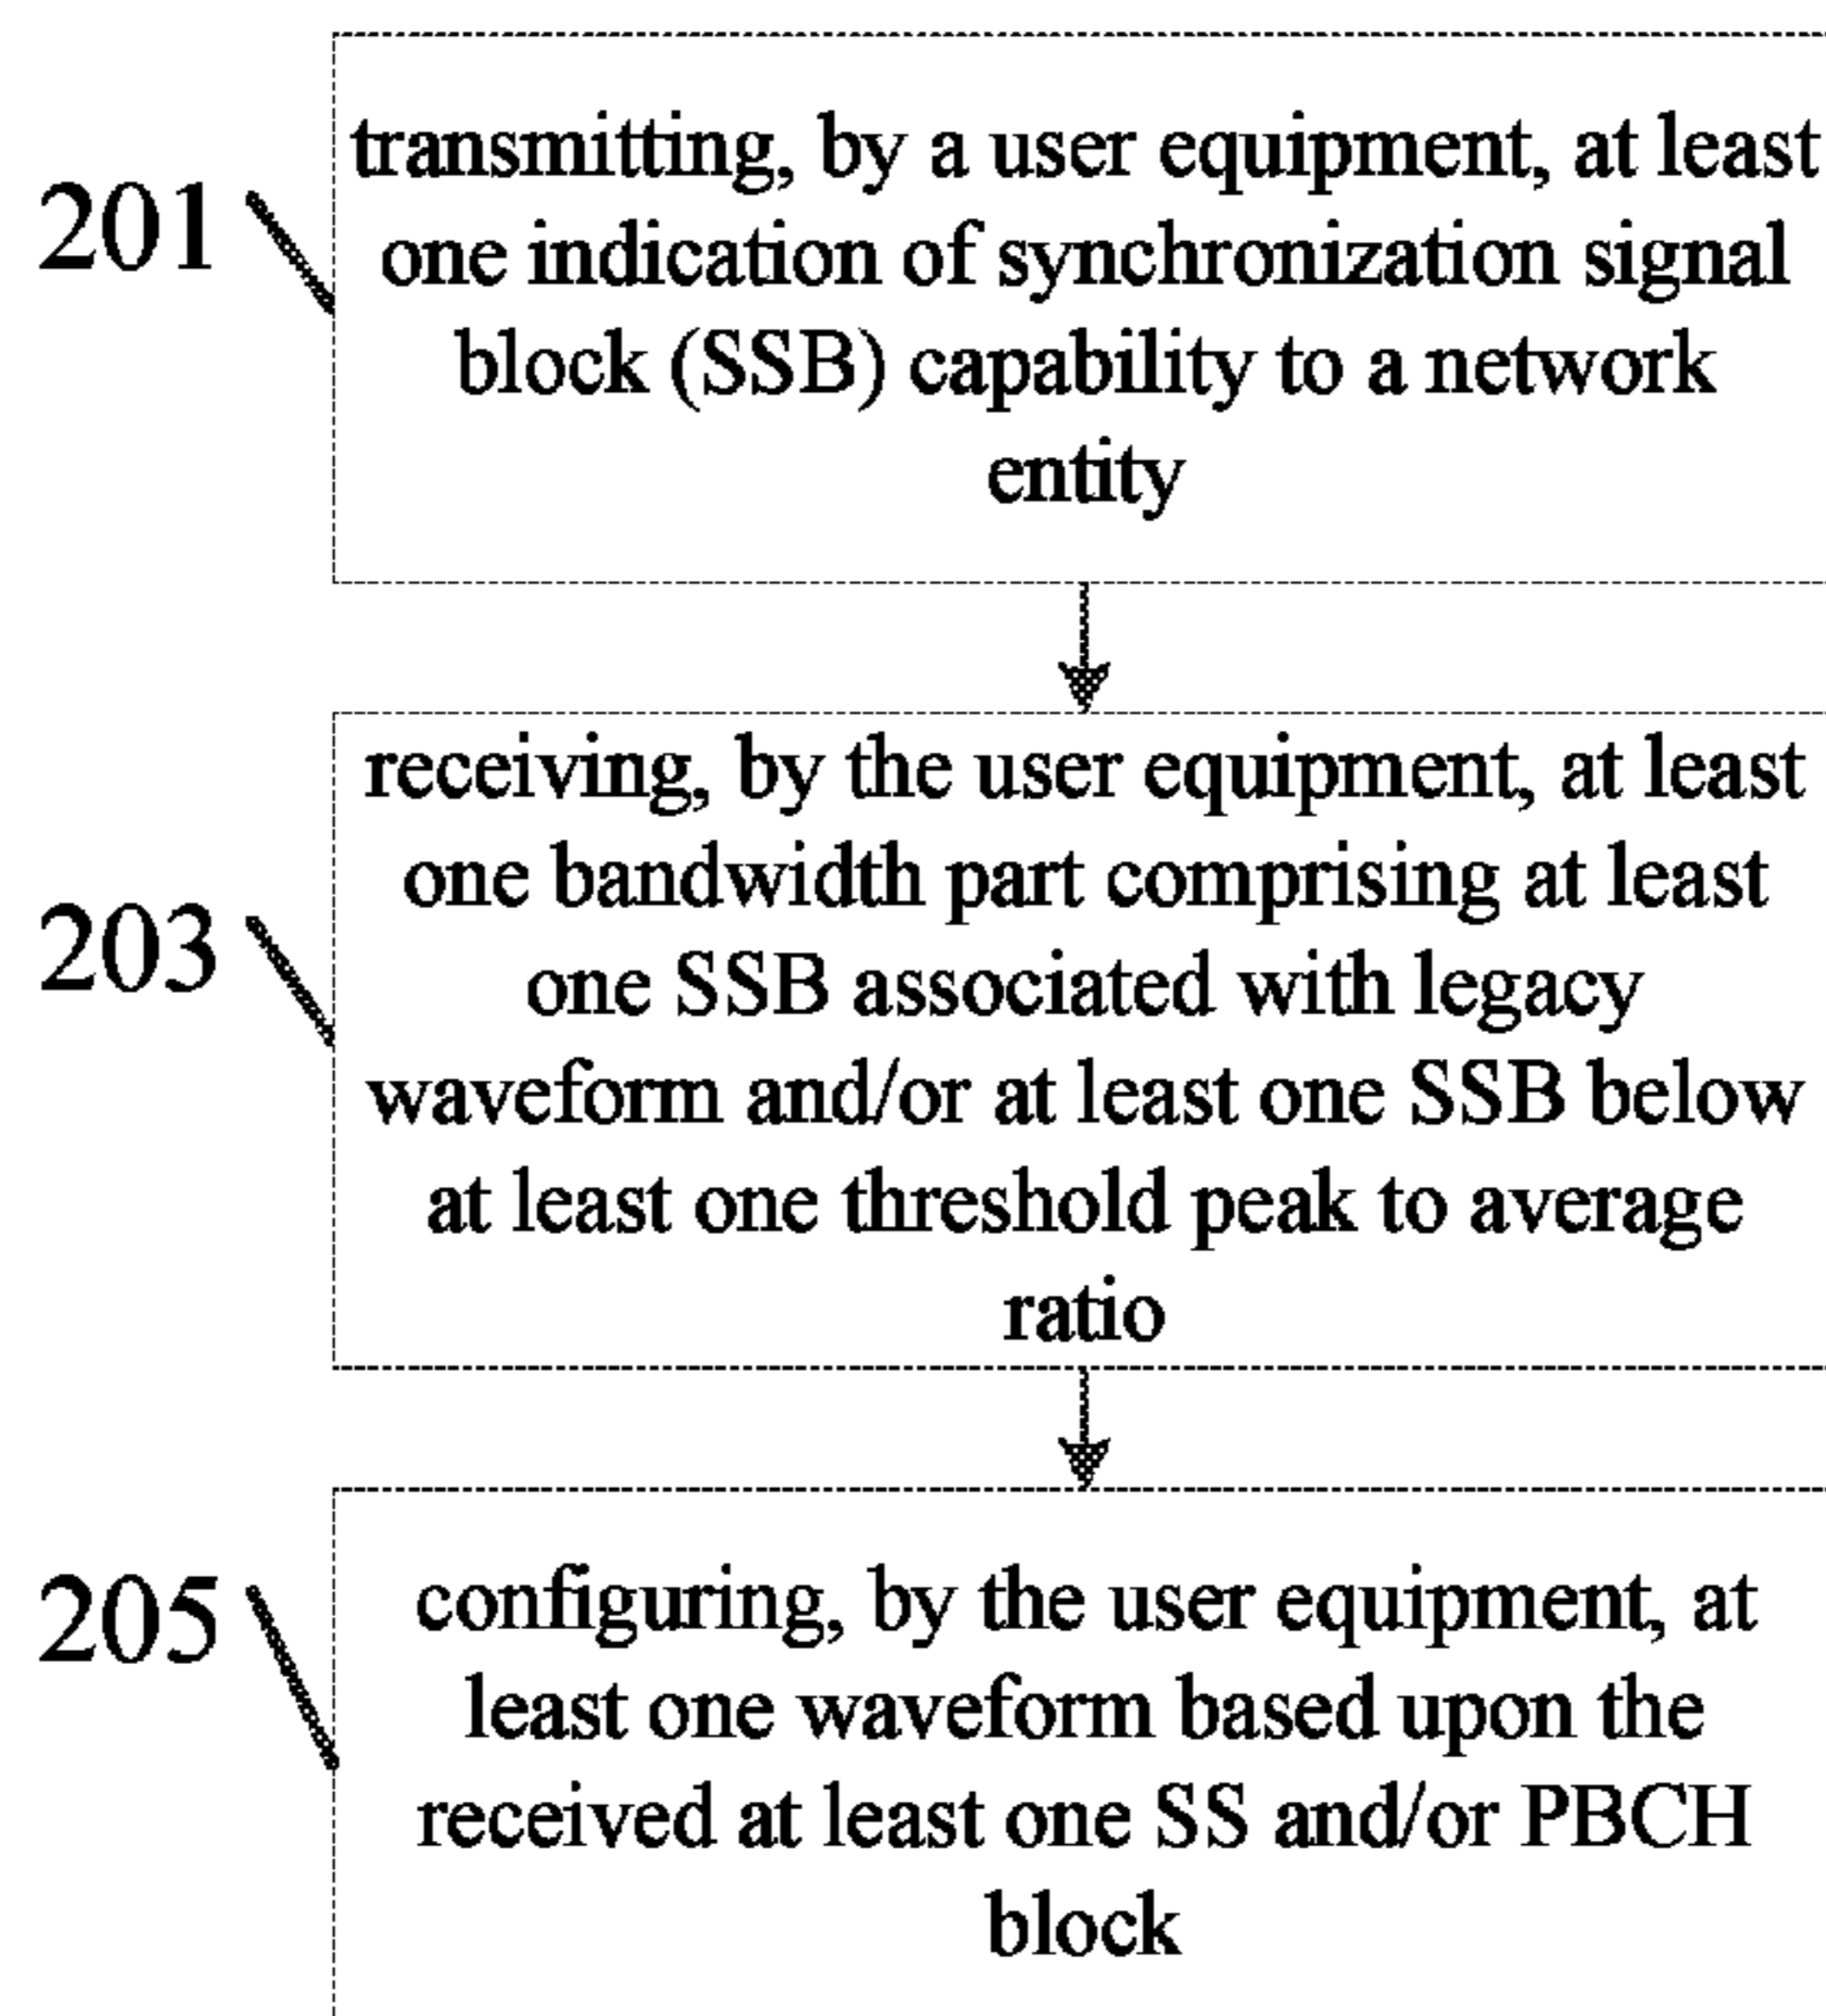 201
transmitting, by a user equipment, at least
one indication of synchronization signal
block (SSB) capability to a network
entity
203
receiving, by the user equipment, at least
one bandwidth part comprising at least
one SSB associated with legacy
waveform and/or at least one SSB below
at least one threshold peak to average
ratio
205
configuring, by the user equipment, at
least one waveform based upon the
received at least one SS and/or PBCH
block